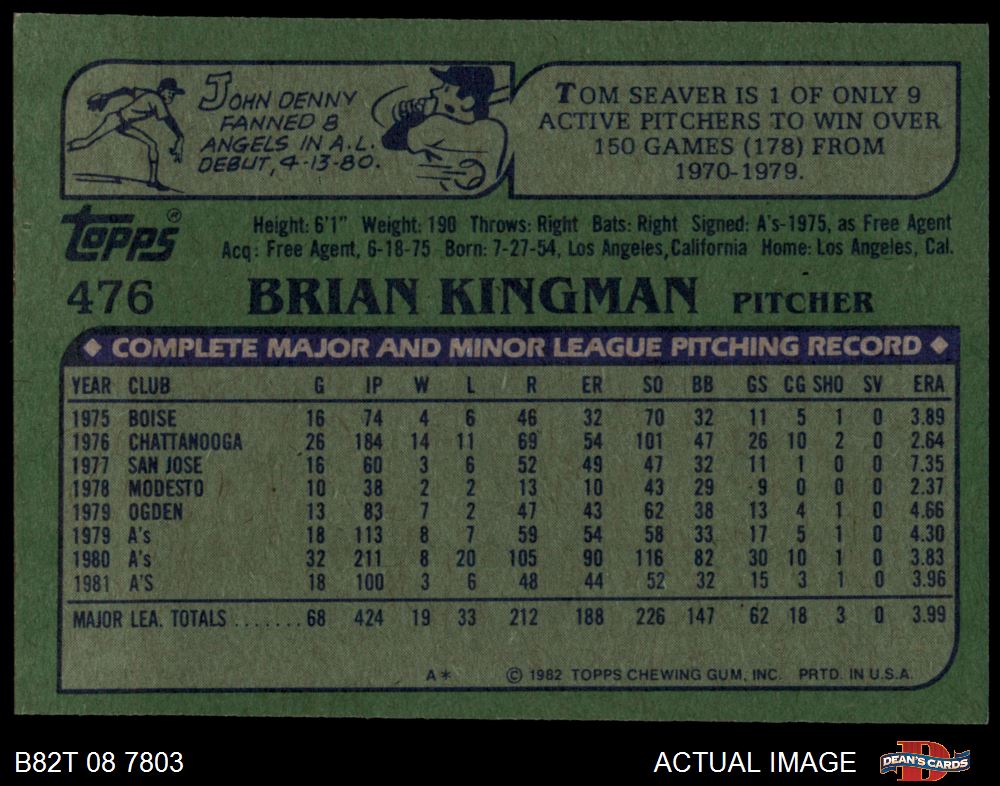 JOHN DENNY
FANNED 8
ANGELS IN A.L.
DEBUT, 4-13-80.
TOM SEAVER IS 1 OF ONLY 9
ACTIVE PITCHERS TO WIN OVER
150 GAMES (178) FROM
1970-1979.
Topps®
Height: 6'1" Weight: 190 Throws: Right Bats: Right Signed: A's-1975, as Free Agent
Acq: Free Agent, 6-18-75 Born: 7-27-54, Los Angeles, California Home: Los Angeles, Cal.
476 BRIAN KINGMAN PITCHER
◆ COMPLETE MAJOR AND MINOR LEAGUE PITCHING RECORD ◆
YEAR CLUB G IP W L R ER SO BB GS CG SHO SV ERA
1975 BOISE 16 74 4 6 46 32 70 32 11 5 1 0 3.89
1976 CHATTANOOGA 26 184 14 11 69 54 101 47 26 10 2 0 2.64
1977 SAN JOSE 16 60 3 6 52 49 47 32 11 1 0 0 7.35
1978 MODESTO 10 38 2 2 13 10 43 29 9 0 0 0 2.37
1979 OGDEN 13 83 7 2 47 43 62 38 13 4 1 0 4.66
1979 A's 18 113 8 7 59 54 58 33 17 5 1 0 4.30
1980 A's 32 211 8 20 105 90 116 82 30 10 1 0 3.83
1981 A'S 18 100 3 6 48 44 52 32 15 3 1 0 3.96
MAJOR LEA. TOTALS ....... 68 424 19 33 212 188 226 147 62 18 3 0 3.99
A* © 1982 TOPPS CHEWING GUM, INC. PRTD. IN U.S.A.
B82T 08 7803 ACTUAL IMAGE DEAN'S CARDS